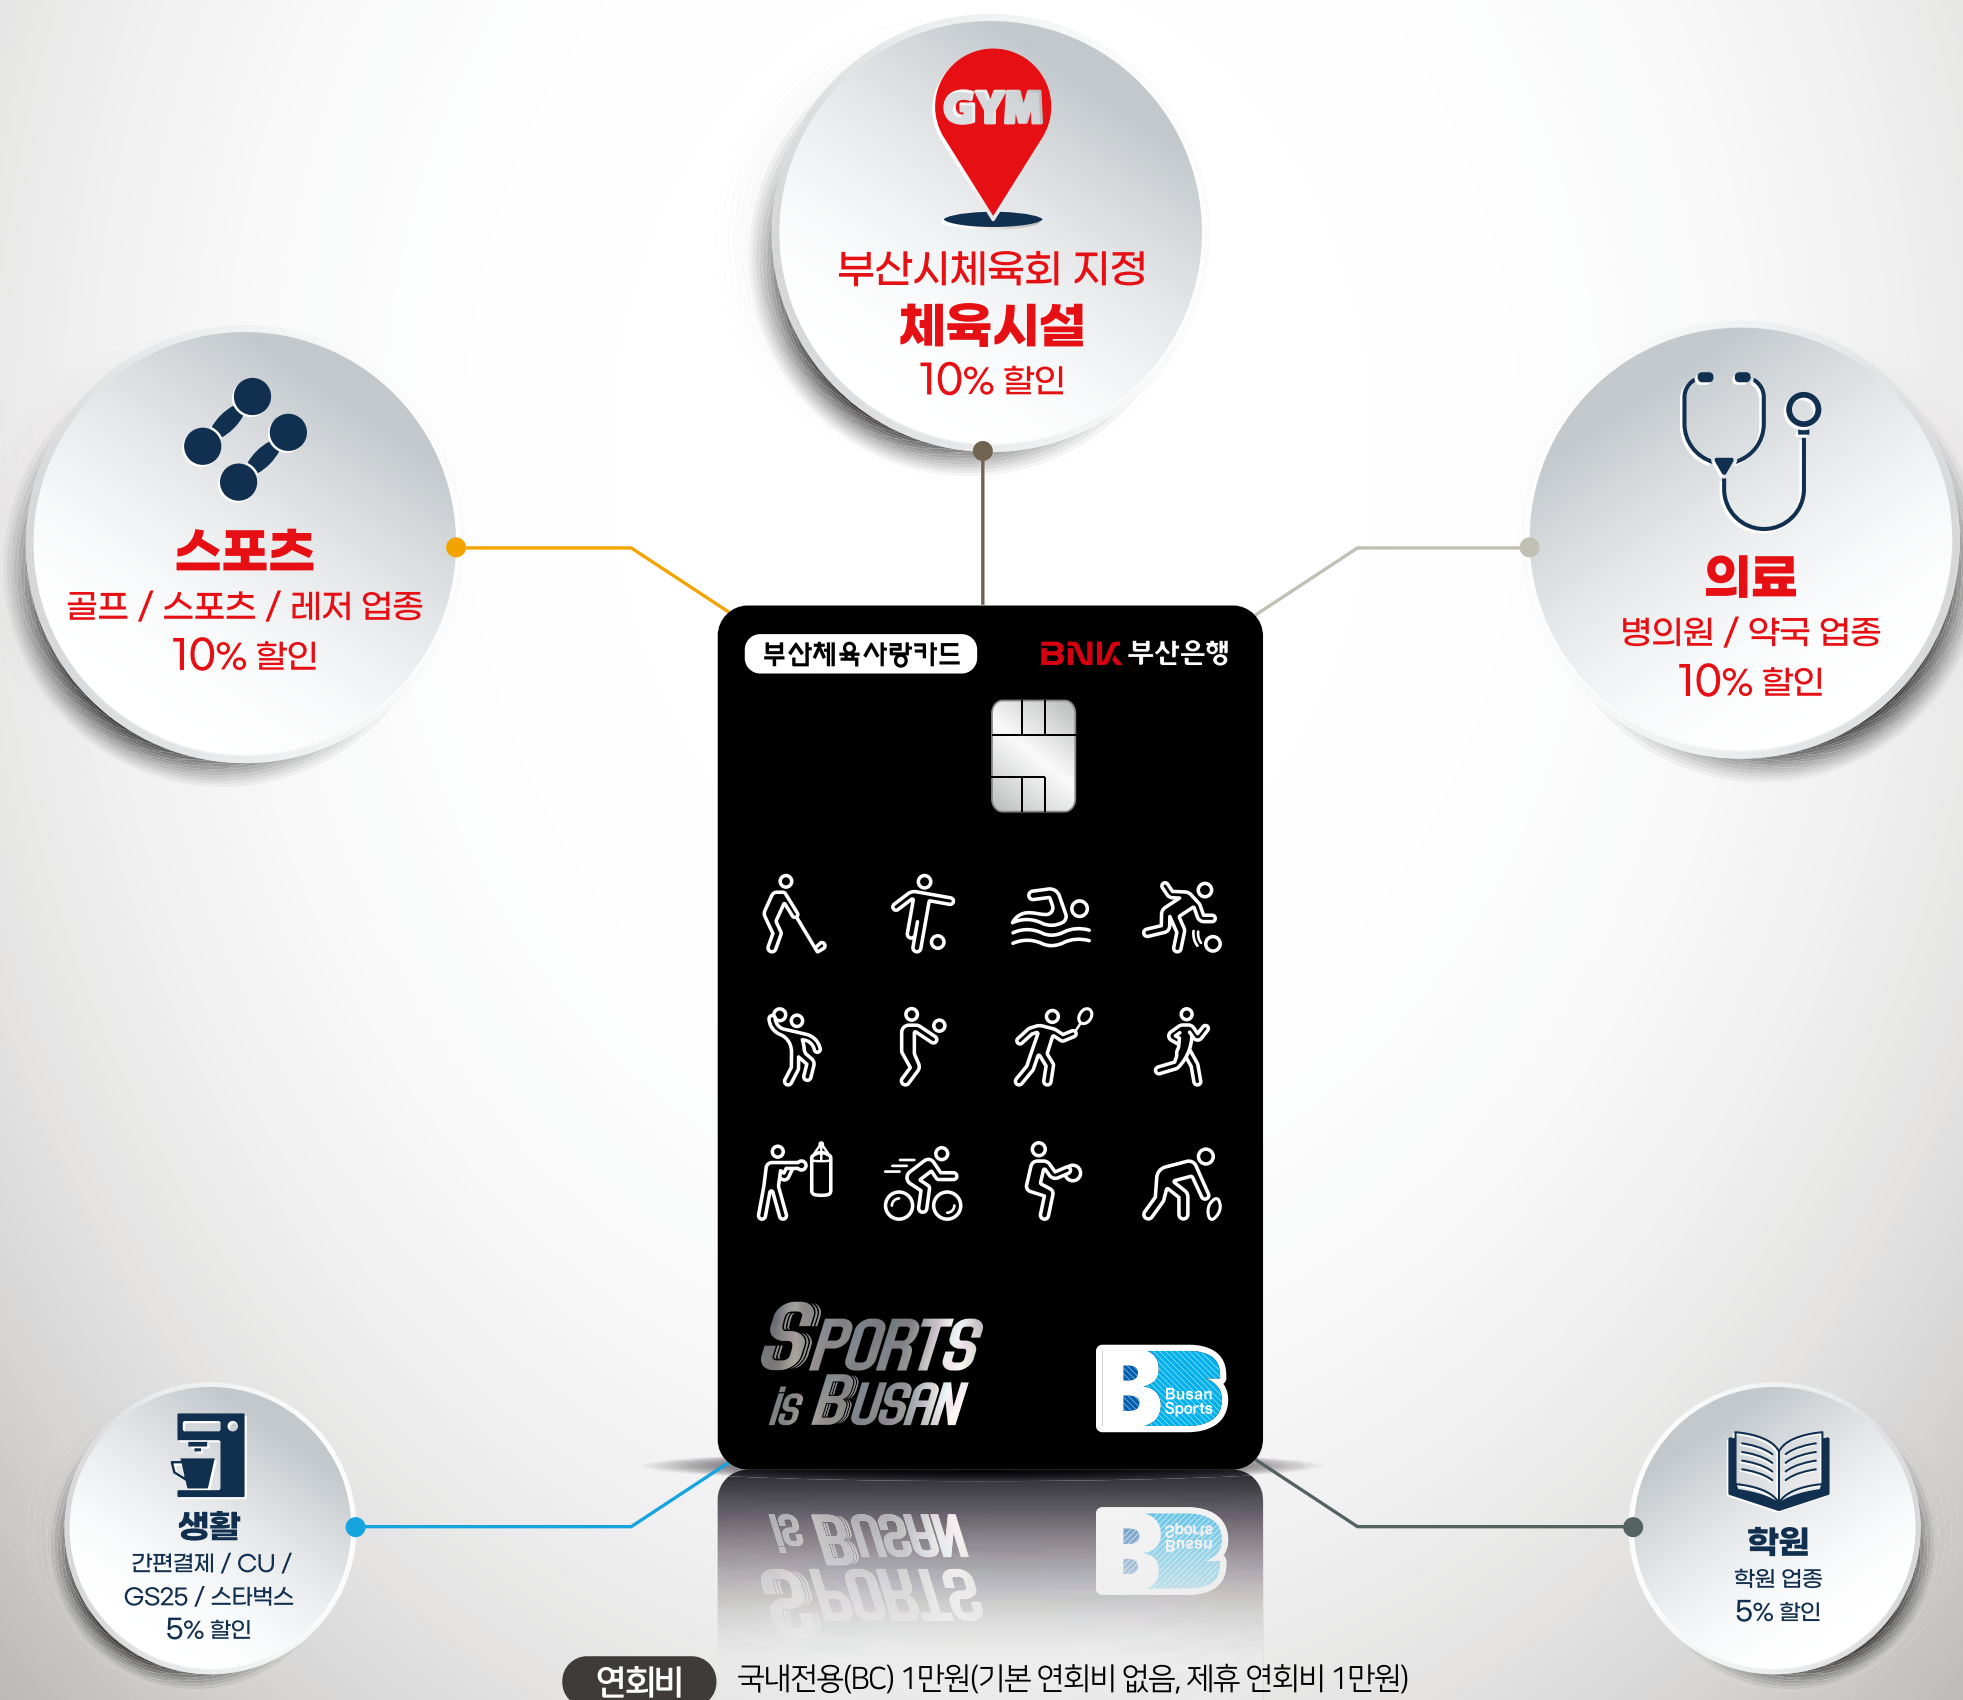 GYM
부산시체육회 지정
체육시설
10% 할인
스포츠
골프 / 스포츠 / 레저 업종
10% 할인
의료
병의원 / 약국 업종
10% 할인
부산체육사랑카드
BNK 부산은행
SPORTS
is BUSAN
B Busan
Sports
생활
간편결제 / CU /
GS25 / 스타벅스
5% 할인
학원
학원 업종
5% 할인
연회비 국내전용(BC) 1만원(기본 연회비 없음, 제휴 연회비 1만원)